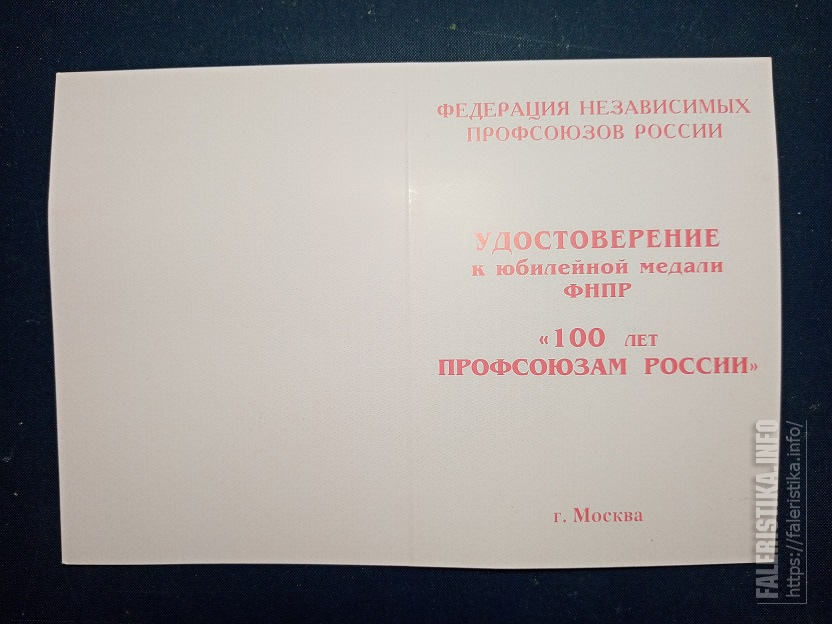 ФЕДЕРАЦИЯ НЕЗАВИСИМЫХ
ПРОФСОЮЗОВ РОССИИ
УДОСТОВЕРЕНИЕ
к юбилейной медали
ФНПР
«100 ЛЕТ
ПРОФСОЮЗАМ РОССИИ»
г. Москва
FALERISTIKA.INFO
https://faleristika.info/